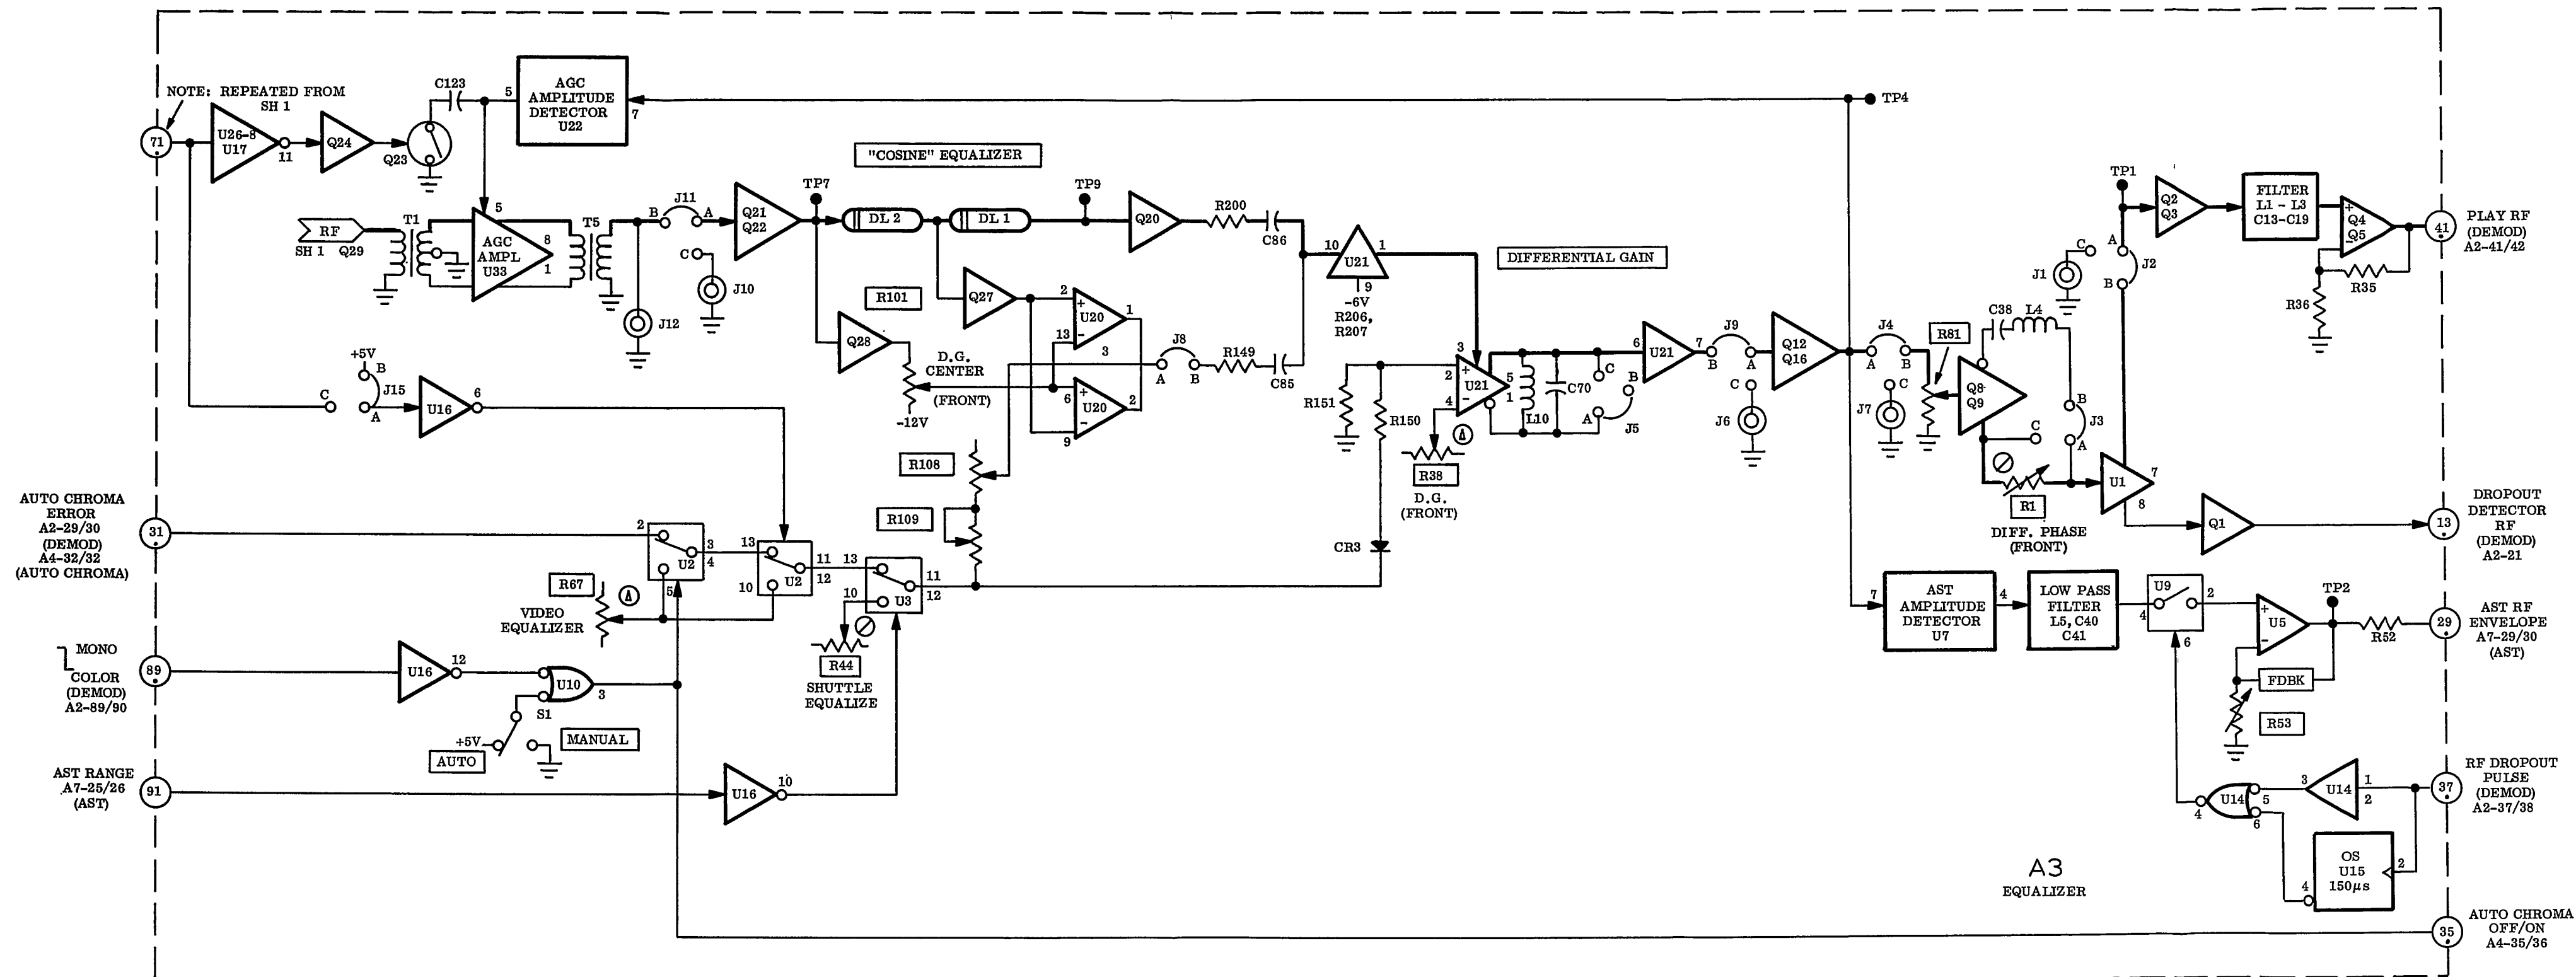 NOTE: REPEATED FROM
SH 1
71
U26-8
U17
11
Q24
Q23
C123
5
AGC
AMPLITUDE
DETECTOR
U22
7
TP4
"COSINE" EQUALIZER
RF
SH 1 Q29
T1
5
AGC
AMPL
U33
8
1
T5
B
J11
A
C
J10
J12
Q21
Q22
TP7
DL 2
DL 1
TP9
Q20
R200
C86
10
U21
1
9
-6V
R206,
R207
DIFFERENTIAL GAIN
R101
Q27
Q28
D.G.
CENTER
(FRONT)
-12V
2
+
U20
13
-
1
3
6
+
U20
-
9
2
J8
A
B
R149
C85
R151
R150
3
+
2
U21
-
4
5
1
R38
D.G.
(FRONT)
L10
C70
C
B
A
J5
6
U21
7
B
J9
A
C
J6
Q12
Q16
J4
A
B
C
J7
R81
Q8
Q9
C38
L4
B
J3
A
C
R1
DIFF. PHASE
(FRONT)
U1
7
8
Q1
C
J1
TP1
A
J2
B
Q2
Q3
FILTER
L1 - L3
C13-C19
+
Q4
Q5
-
R35
R36
41
PLAY RF
(DEMOD)
A2-41/42
13
DROPOUT
DETECTOR
RF
(DEMOD)
A2-21
+5V
B
J15
C
A
U16
6
AUTO CHROMA
ERROR
A2-29/30
(DEMOD)
A4-32/32
(AUTO CHROMA)
31
2
3
4
U2
5
13
11
12
U2
10
13
11
12
U3
10
R67
VIDEO
EQUALIZER
R44
SHUTTLE
EQUALIZE
R108
R109
CR3
MONO
COLOR
(DEMOD)
A2-89/90
89
U16
12
U10
3
S1
+5V
AUTO
MANUAL
AST RANGE
A7-25/26
(AST)
91
U16
10
7
AST
AMPLITUDE
DETECTOR
U7
4
LOW PASS
FILTER
L5, C40
C41
U9
4
2
6
+
U5
-
TP2
R52
FDBK
R53
29
AST RF
ENVELOPE
A7-29/30
(AST)
37
RF DROPOUT
PULSE
(DEMOD)
A2-37/38
U14
1
2
3
U14
5
6
4
OS
U15
150µs
2
4
A3
EQUALIZER
35
AUTO CHROMA
OFF/ON
A4-35/36